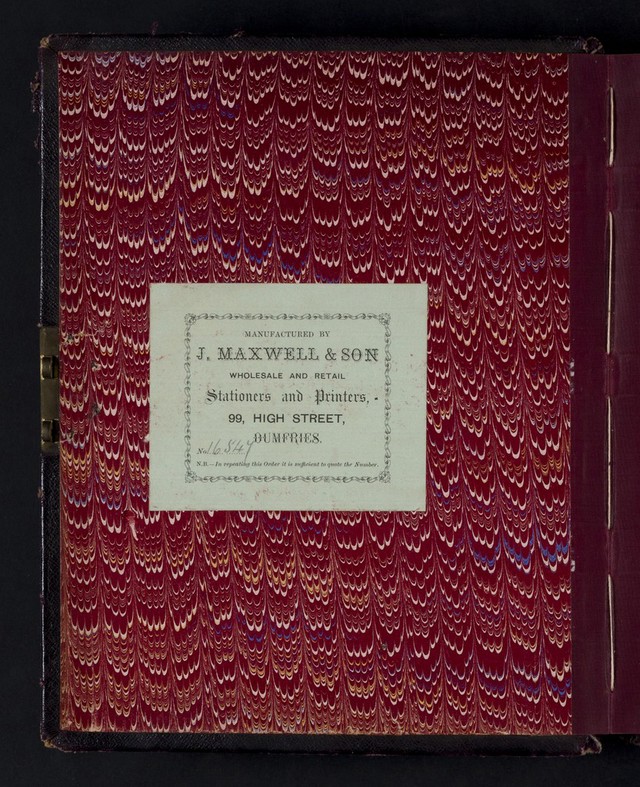 MANUFACTURED BY
J. MAXWELL & SON
WHOLESALE AND RETAIL
Stationers and Printers,
99, HIGH STREET,
DUMFRIES.
No. 16847
N.B.—In repeating this Order it is sufficient to quote the Number.